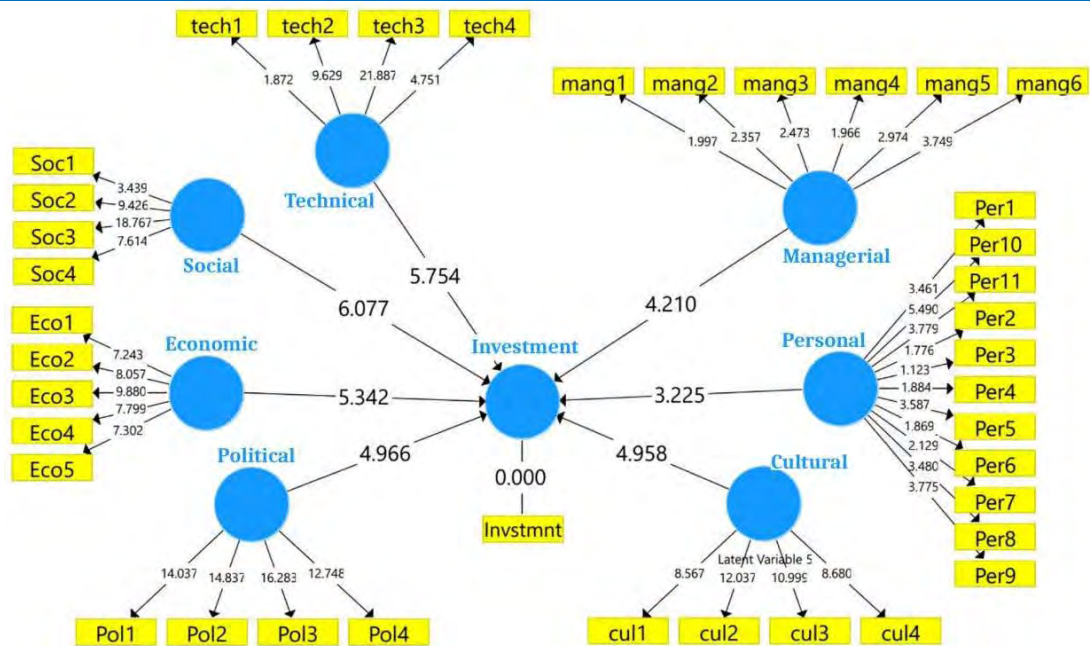 tech1 tech2 tech3 tech4
1.872 9.629 21.887 4.751
Technical
5.754
mang1 mang2 mang3 mang4 mang5 mang6
1.997 2.357 2.473 1.966 2.974 3.749
Managerial
4.210
Soc1
Soc2
Soc3
Soc4
3.439
9.426
18.767
7.614
Social
6.077
Per1
Per10
Per11
Per2
Per3
Per4
Per5
Per6
Per7
Per8
Per9
3.461
5.490
3.779
1.776
1.123
1.884
3.587
1.869
2.129
3.480
3.775
Personal
3.225
Eco1
Eco2
Eco3
Eco4
Eco5
7.243
8.057
9.880
7.799
7.302
Economic
5.342
Investment
0.000
Invstmnt
Political
4.966
14.037 14.837 16.283 12.748
Pol1 Pol2 Pol3 Pol4
Cultural
4.958
Latent Variable 5
8.567 12.037 10.999 8.680
cul1 cul2 cul3 cul4